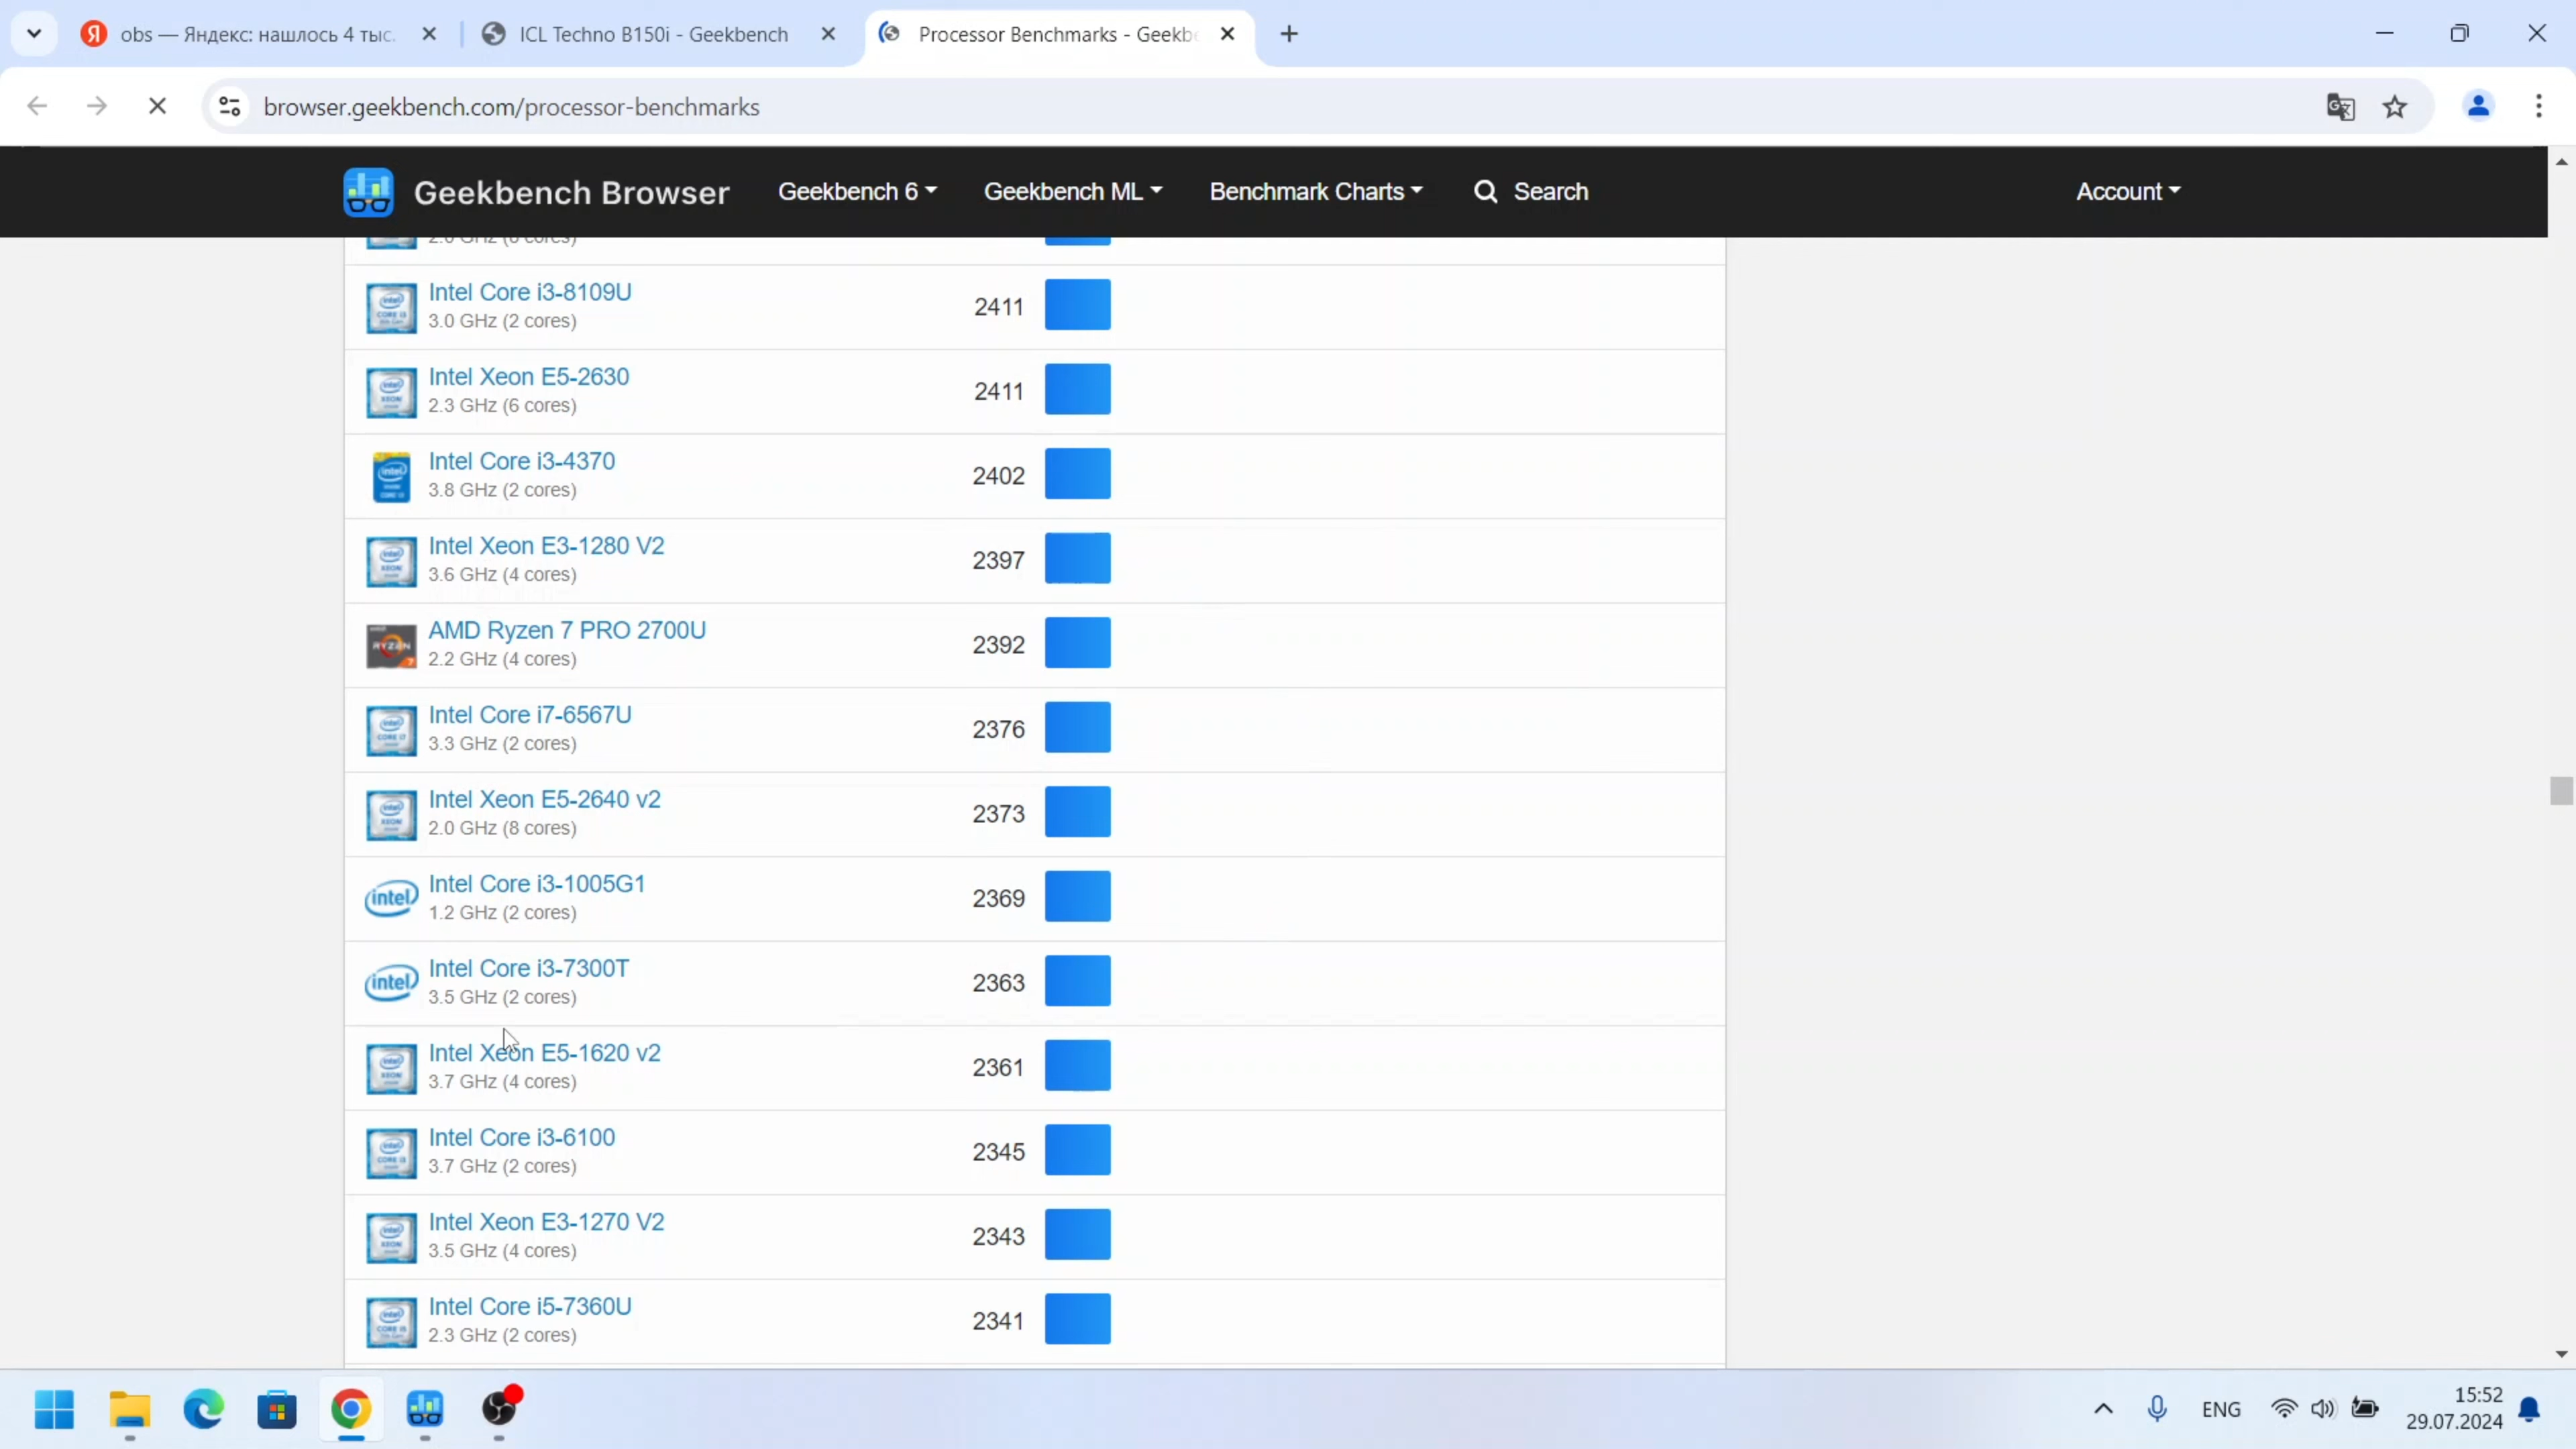 obs — Яндекс: нашлось 4 тыс.
ICL Techno B150i - Geekbench
Processor Benchmarks - Geekbe
browser.geekbench.com/processor-benchmarks
Geekbench Browser
Geekbench 6
Geekbench ML
Benchmark Charts
Search
Account
Intel Core i3-8109U
3.0 GHz (2 cores)
2411
Intel Xeon E5-2630
2.3 GHz (6 cores)
2411
Intel Core i3-4370
3.8 GHz (2 cores)
2402
Intel Xeon E3-1280 V2
3.6 GHz (4 cores)
2397
AMD Ryzen 7 PRO 2700U
2.2 GHz (4 cores)
2392
Intel Core i7-6567U
3.3 GHz (2 cores)
2376
Intel Xeon E5-2640 v2
2.0 GHz (8 cores)
2373
Intel Core i3-1005G1
1.2 GHz (2 cores)
2369
Intel Core i3-7300T
3.5 GHz (2 cores)
2363
Intel Xeon E5-1620 v2
3.7 GHz (4 cores)
2361
Intel Core i3-6100
3.7 GHz (2 cores)
2345
Intel Xeon E3-1270 V2
3.5 GHz (4 cores)
2343
Intel Core i5-7360U
2.3 GHz (2 cores)
2341
ENG
15:52
29.07.2024